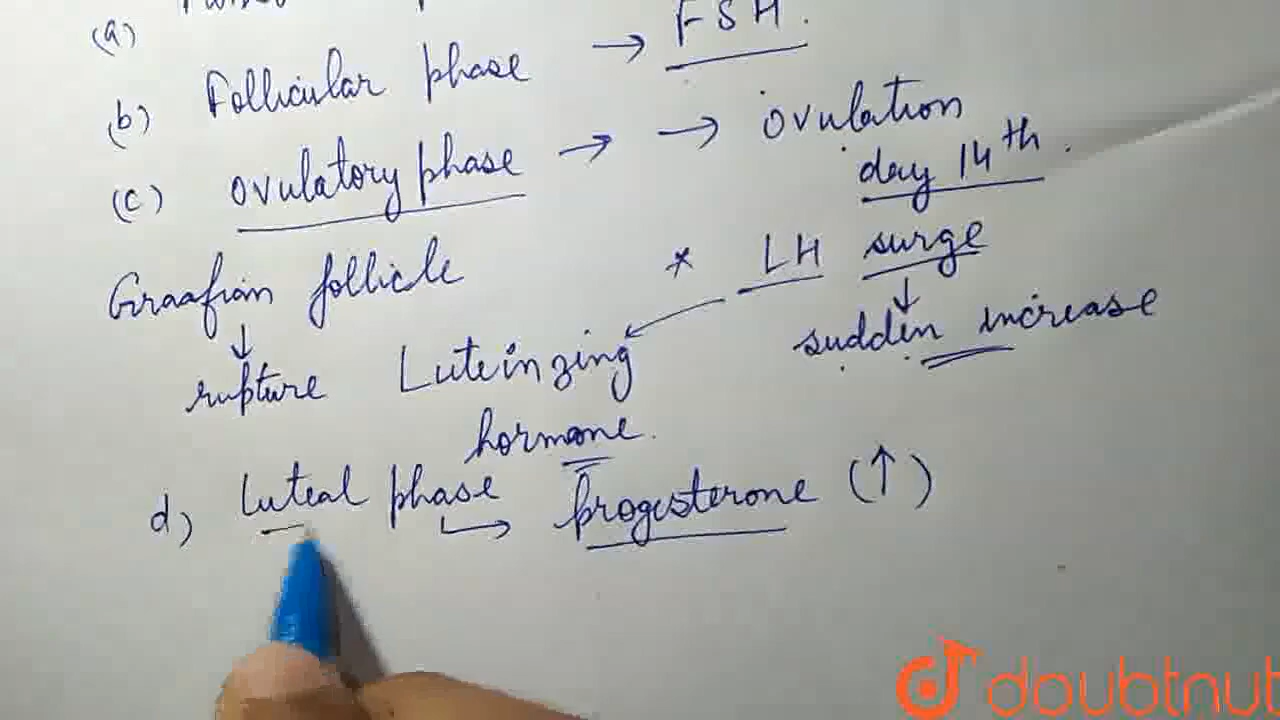 (a)
(b) Follicular phase → FSH.
(c) ovulatory phase → → ovulation
day 14th.
Graafian follicle * LH surge
↓ ↓
rupture Luteinzing sudden increase
hormone.
d) Luteal phase progesterone (↑)
doubtnut